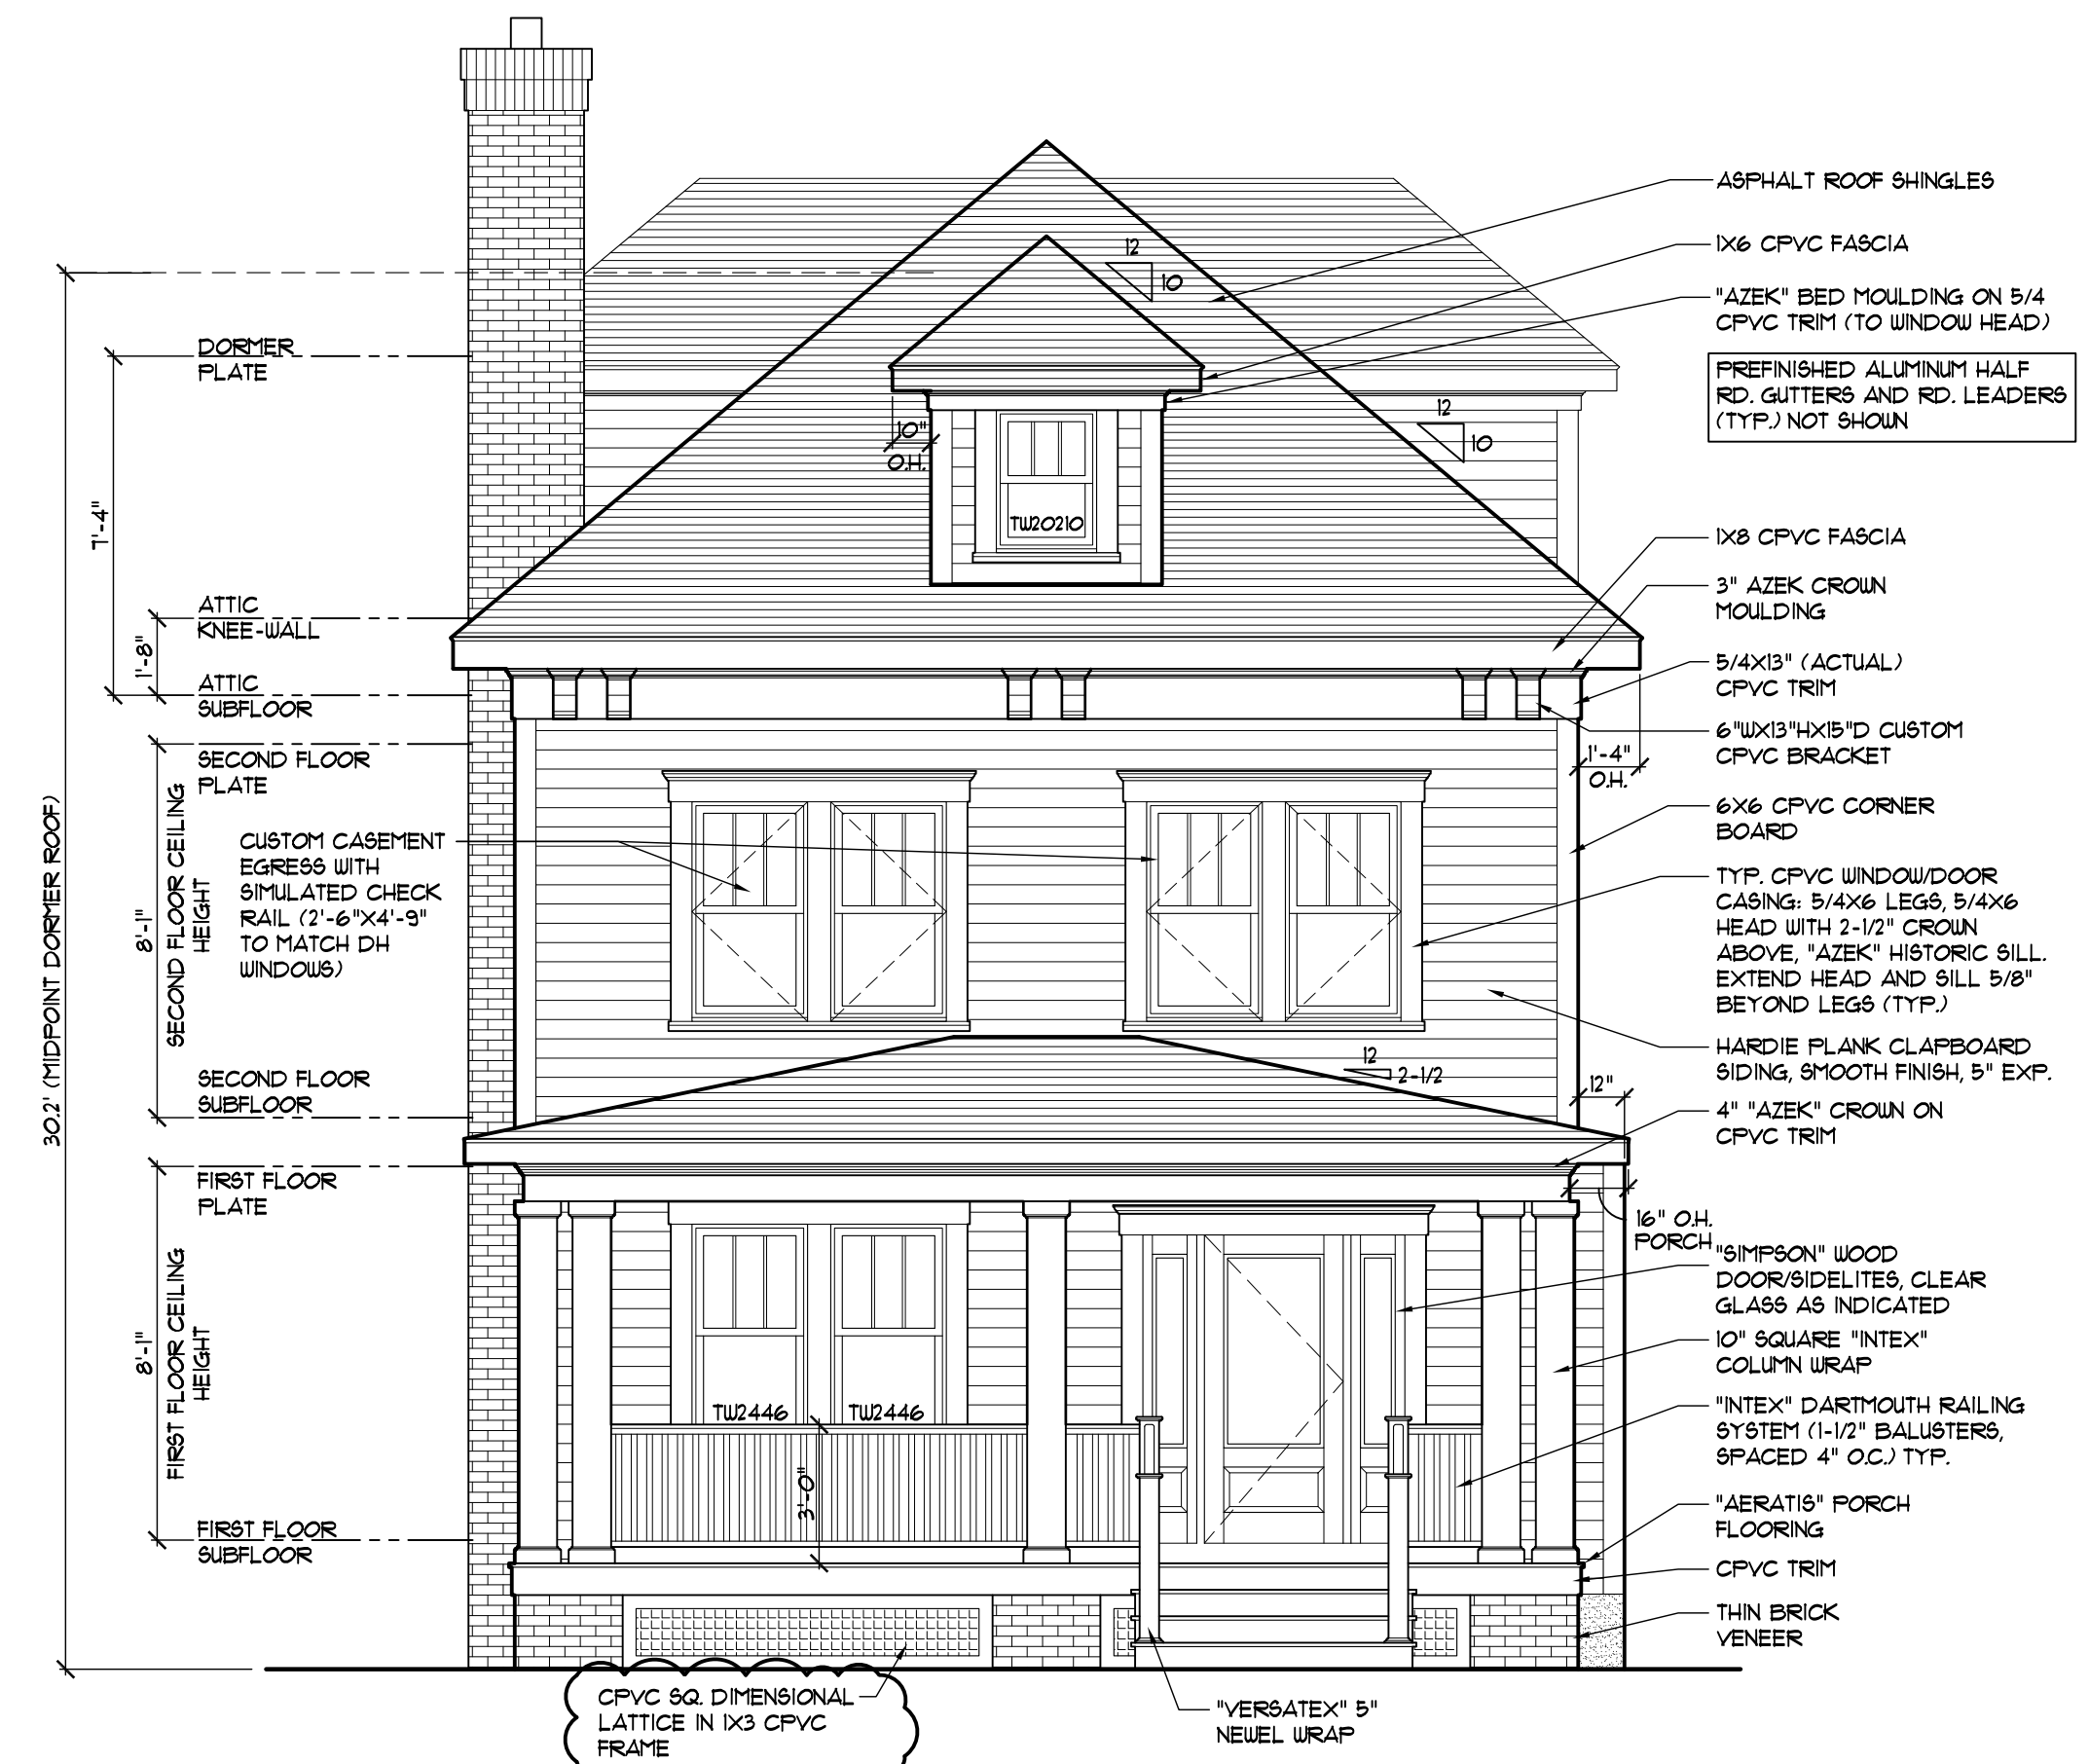 ASPHALT ROOF SHINGLES
1X6 CPVC FASCIA
"AZEK" BED MOULDING ON 5/4
CPVC TRIM (TO WINDOW HEAD)
PREFINISHED ALUMINUM HALF
RD. GUTTERS AND RD. LEADERS
(TYP.) NOT SHOWN
12
10
12
10
DORMER
PLATE
7'-4"
10"
O.H.
TW20210
1X8 CPVC FASCIA
3" AZEK CROWN
MOULDING
ATTIC
KNEE-WALL
1'-8"
ATTIC
SUBFLOOR
5/4X13" (ACTUAL)
CPVC TRIM
6"WX13"HX15"D CUSTOM
CPVC BRACKET
1'-4"
O.H.
SECOND FLOOR
PLATE
8'-1"
SECOND FLOOR CEILING
HEIGHT
30.2' (MIDPOINT DORMER ROOF)
CUSTOM CASEMENT
EGRESS WITH
SIMULATED CHECK
RAIL (2'-6"X4'-9"
TO MATCH DH
WINDOWS)
6X6 CPVC CORNER
BOARD
TYP. CPVC WINDOW/DOOR
CASING: 5/4X6 LEGS, 5/4X6
HEAD WITH 2-1/2" CROWN
ABOVE, "AZEK" HISTORIC SILL.
EXTEND HEAD AND SILL 5/8"
BEYOND LEGS (TYP.)
HARDIE PLANK CLAPBOARD
SIDING, SMOOTH FINISH, 5" EXP.
12
2-1/2
12"
SECOND FLOOR
SUBFLOOR
4" "AZEK" CROWN ON
CPVC TRIM
FIRST FLOOR
PLATE
8'-1"
FIRST FLOOR CEILING
HEIGHT
16" O.H.
PORCH
"SIMPSON" WOOD
DOOR/SIDELITES, CLEAR
GLASS AS INDICATED
10" SQUARE "INTEX"
COLUMN WRAP
TW2446
TW2446
3'-0"
"INTEX" DARTMOUTH RAILING
SYSTEM (1-1/2" BALUSTERS,
SPACED 4" O.C.) TYP.
FIRST FLOOR
SUBFLOOR
"AERATIS" PORCH
FLOORING
CPVC TRIM
THIN BRICK
VENEER
CPVC SQ. DIMENSIONAL
LATTICE IN 1X3 CPVC
FRAME
"VERSATEX" 5"
NEWEL WRAP